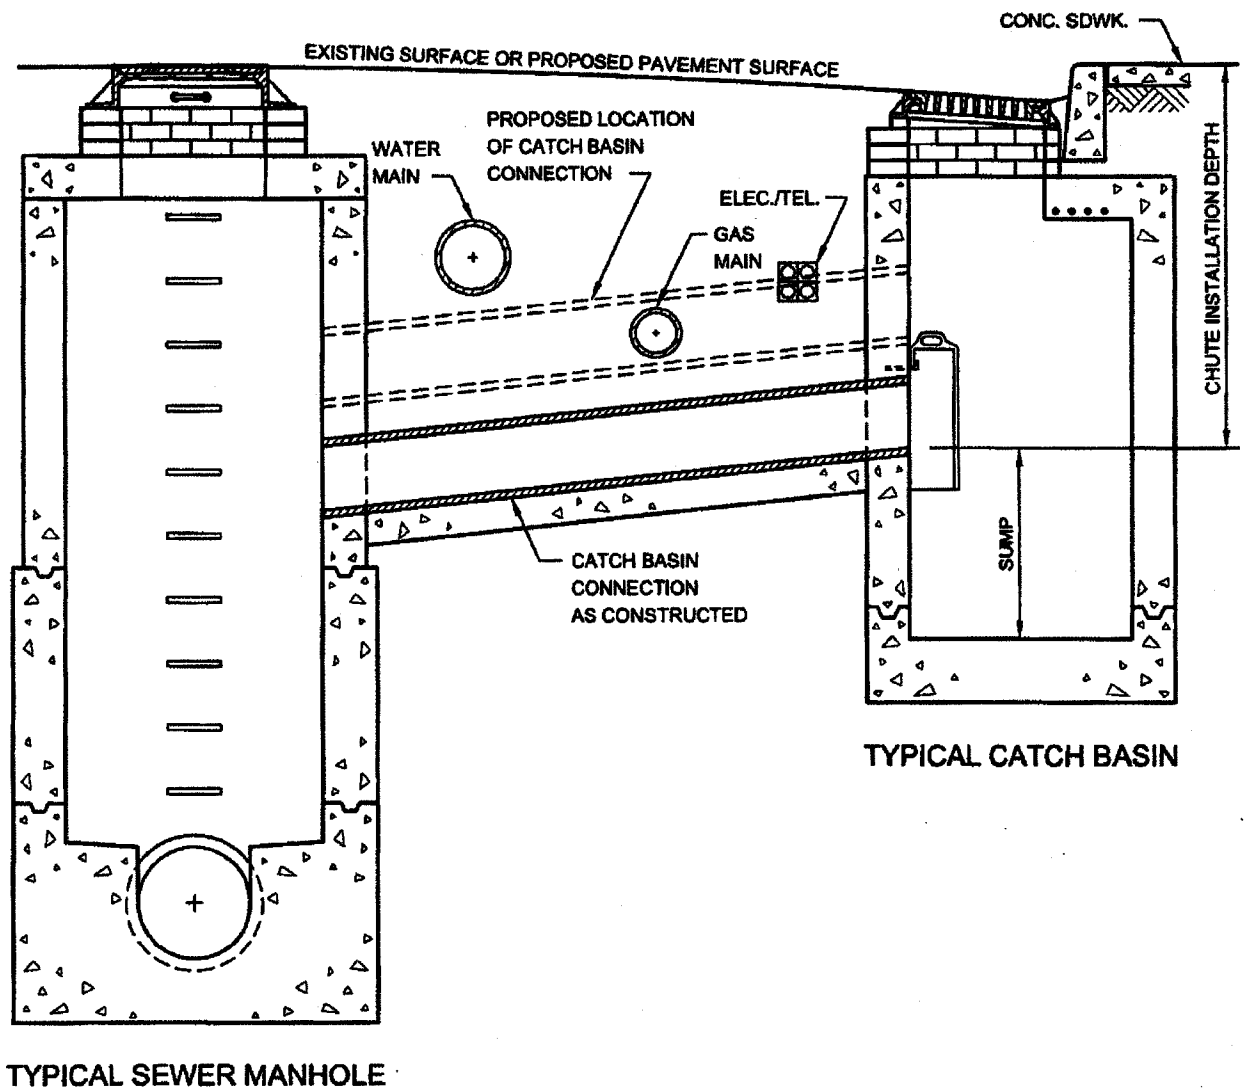 CONC. SDWK.
EXISTING SURFACE OR PROPOSED PAVEMENT SURFACE
WATER
MAIN
PROPOSED LOCATION
OF CATCH BASIN
CONNECTION
ELEC./TEL.
GAS
MAIN
CHUTE INSTALLATION DEPTH
SUMP
CATCH BASIN
CONNECTION
AS CONSTRUCTED
TYPICAL CATCH BASIN
TYPICAL SEWER MANHOLE